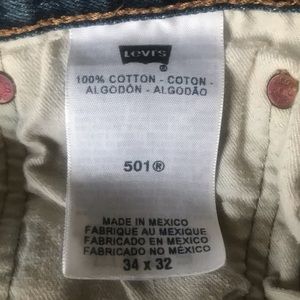 LEVI'S
®
100% COTTON - COTON -
ALGODÓN - ALGODÃO
501®
MADE IN MEXICO
FABRIQUE AU MEXIQUE
FABRICADO EN MEXICO
FABRICADO NO MEXICO
34 x 32